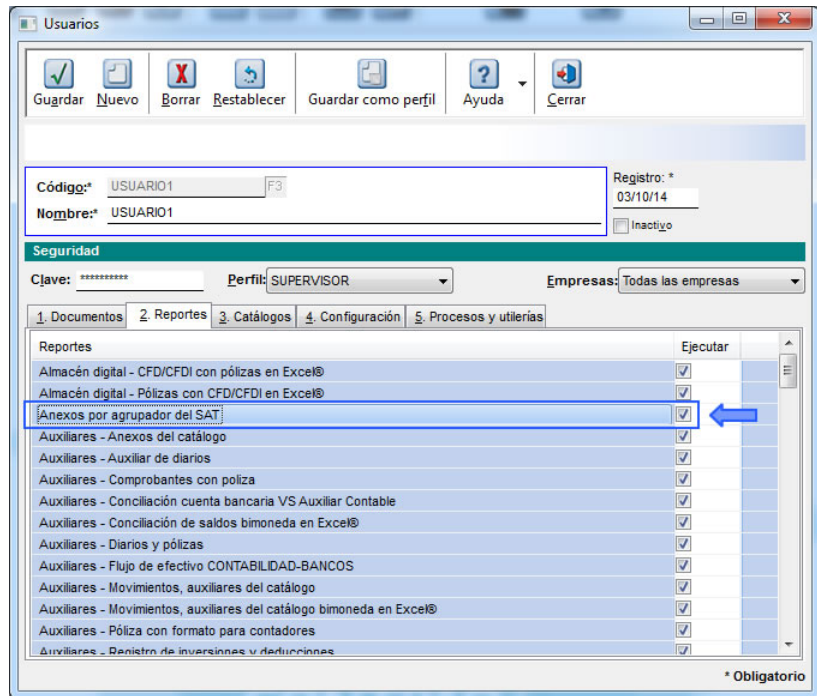 Usuarios
Guardar Nuevo Borrar Restablecer Guardar como perfil Ayuda Cerrar
Código:* USUARIO1 F3
Registro: *
03/10/14
Nombre:* USUARIO1
Inactivo
Seguridad
Clave: ********** Perfil: SUPERVISOR Empresas: Todas las empresas
1. Documentos 2. Reportes 3. Catálogos 4. Configuración 5. Procesos y utilerías
Reportes Ejecutar
Almacén digital - CFD/CFDI con pólizas en Excel®
Almacén digital - Pólizas con CFD/CFDI en Excel®
Anexos por agrupador del SAT
Auxiliares - Anexos del catálogo
Auxiliares - Auxiliar de diarios
Auxiliares - Comprobantes con poliza
Auxiliares - Conciliación cuenta bancaria VS Auxiliar Contable
Auxiliares - Conciliación de saldos bimoneda en Excel®
Auxiliares - Diarios y pólizas
Auxiliares - Flujo de efectivo CONTABILIDAD-BANCOS
Auxiliares - Movimientos, auxiliares del catálogo
Auxiliares - Movimientos, auxiliares del catálogo bimoneda en Excel®
Auxiliares - Póliza con formato para contadores
Auxiliares - Registro de inversiones y deducciones
* Obligatorio